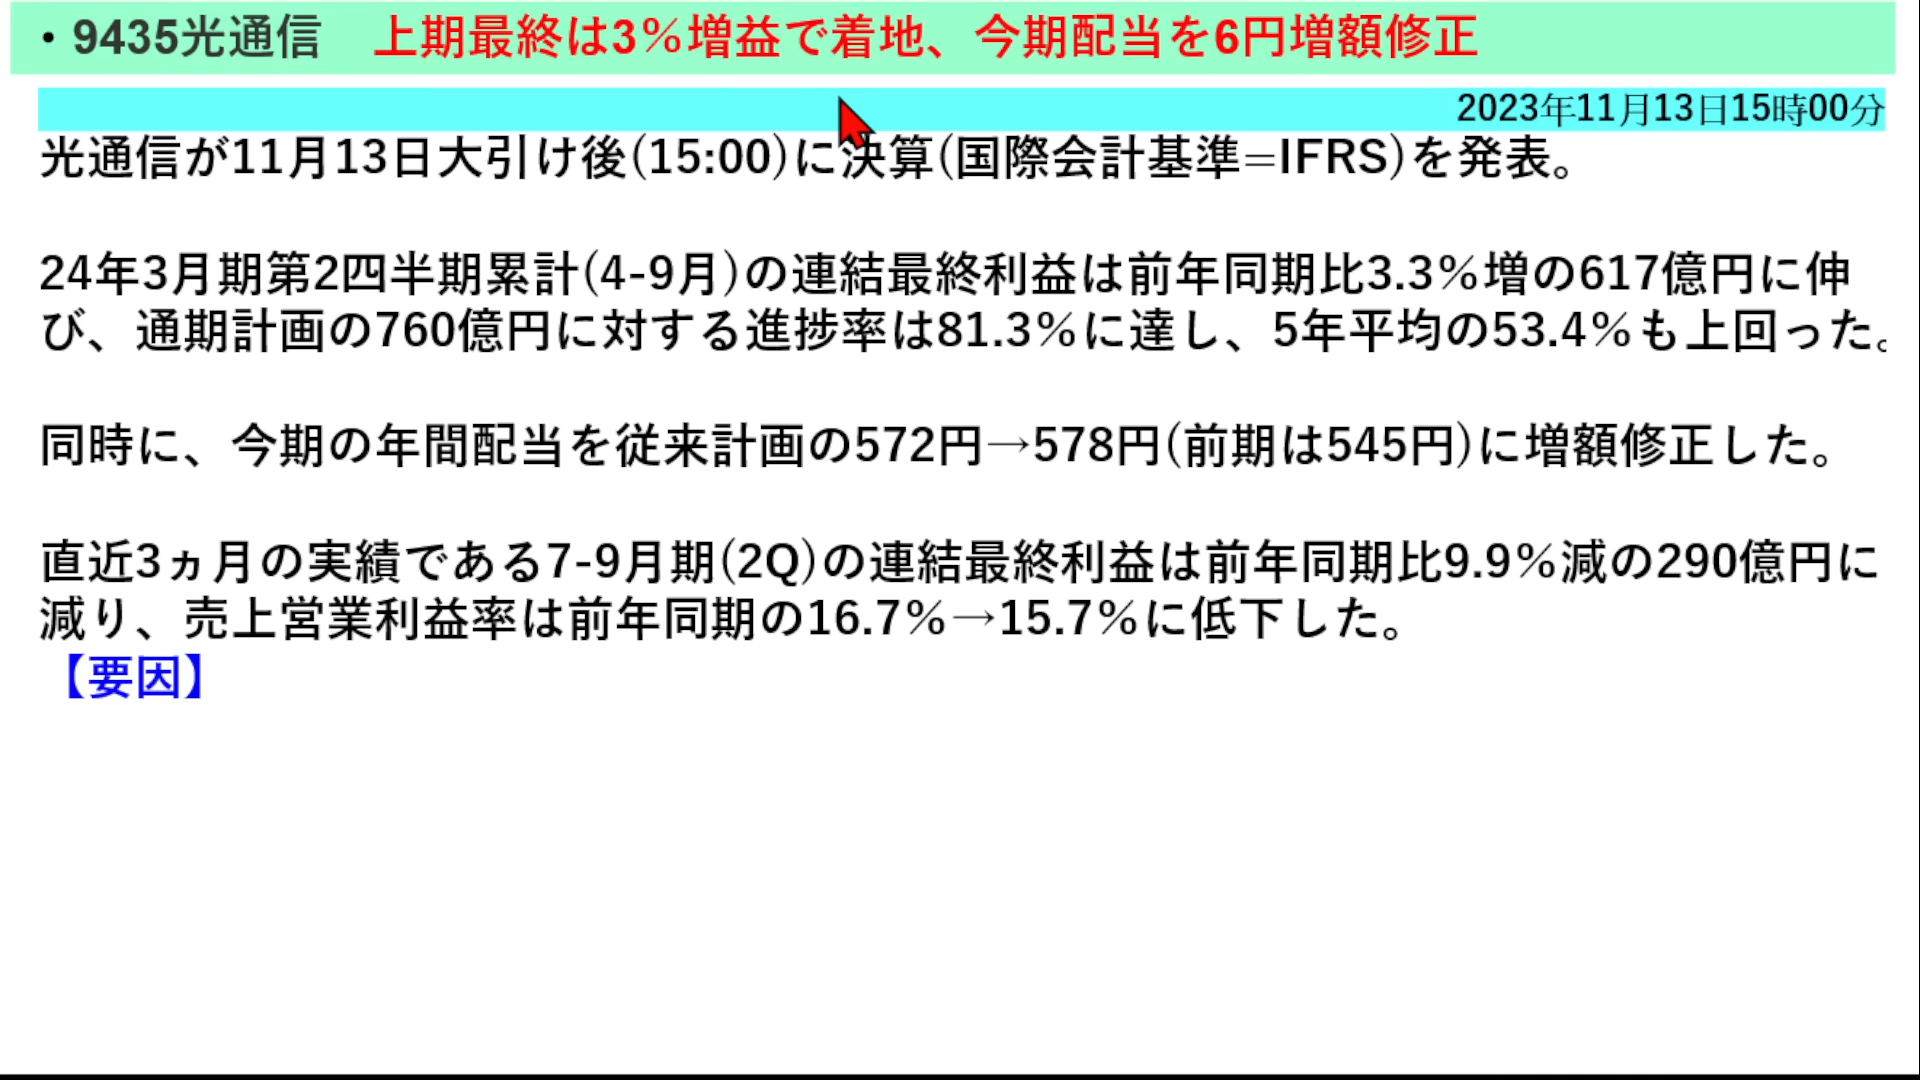 ・9435光通信　上期最終は3％増益で着地、今期配当を6円増額修正
2023年11月13日15時00分
光通信が11月13日大引け後(15:00)に決算(国際会計基準=IFRS)を発表。
24年3月期第2四半期累計(4-9月)の連結最終利益は前年同期比3.3％増の617億円に伸
び、通期計画の760億円に対する進捗率は81.3％に達し、5年平均の53.4％も上回った。
同時に、今期の年間配当を従来計画の572円→578円(前期は545円)に増額修正した。
直近3ヵ月の実績である7-9月期(2Q)の連結最終利益は前年同期比9.9％減の290億円に
減り、売上営業利益率は前年同期の16.7％→15.7％に低下した。
【要因】